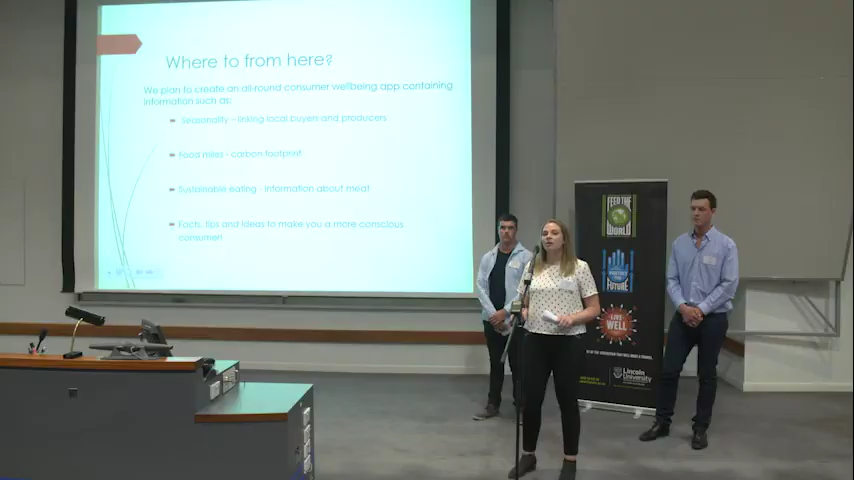 Where to from here?
We plan to create an all-round consumer wellbeing app containing
information such as:
Seasonality - linking local buyers and producers
Food miles - carbon footprint
Sustainable eating - information about meat
Facts, tips and ideas to make you a more conscious
consumer!
FEED THE
WORLD
FUTURE
LIVE
WELL
Lincoln
University